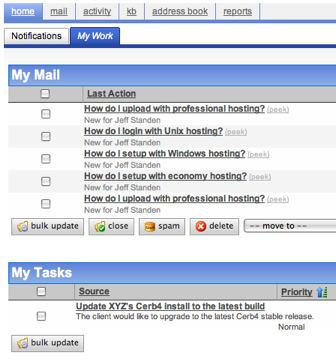 home mail activity kb address book reports
Notifications My Work
My Mail
Last Action
How do I upload with professional hosting? (peek)
New for Jeff Standen
How do I login with Unix hosting? (peek)
New for Jeff Standen
How do I setup with Windows hosting? (peek)
New for Jeff Standen
How do I setup with economy hosting? (peek)
New for Jeff Standen
How do I upload with professional hosting? (peek)
New for Jeff Standen
bulk update close spam delete -- move to --
My Tasks
Source Priority
Update XYZ's Cerb4 install to the latest build
The client would like to upgrade to the latest Cerb4 stable release.
Normal
bulk update